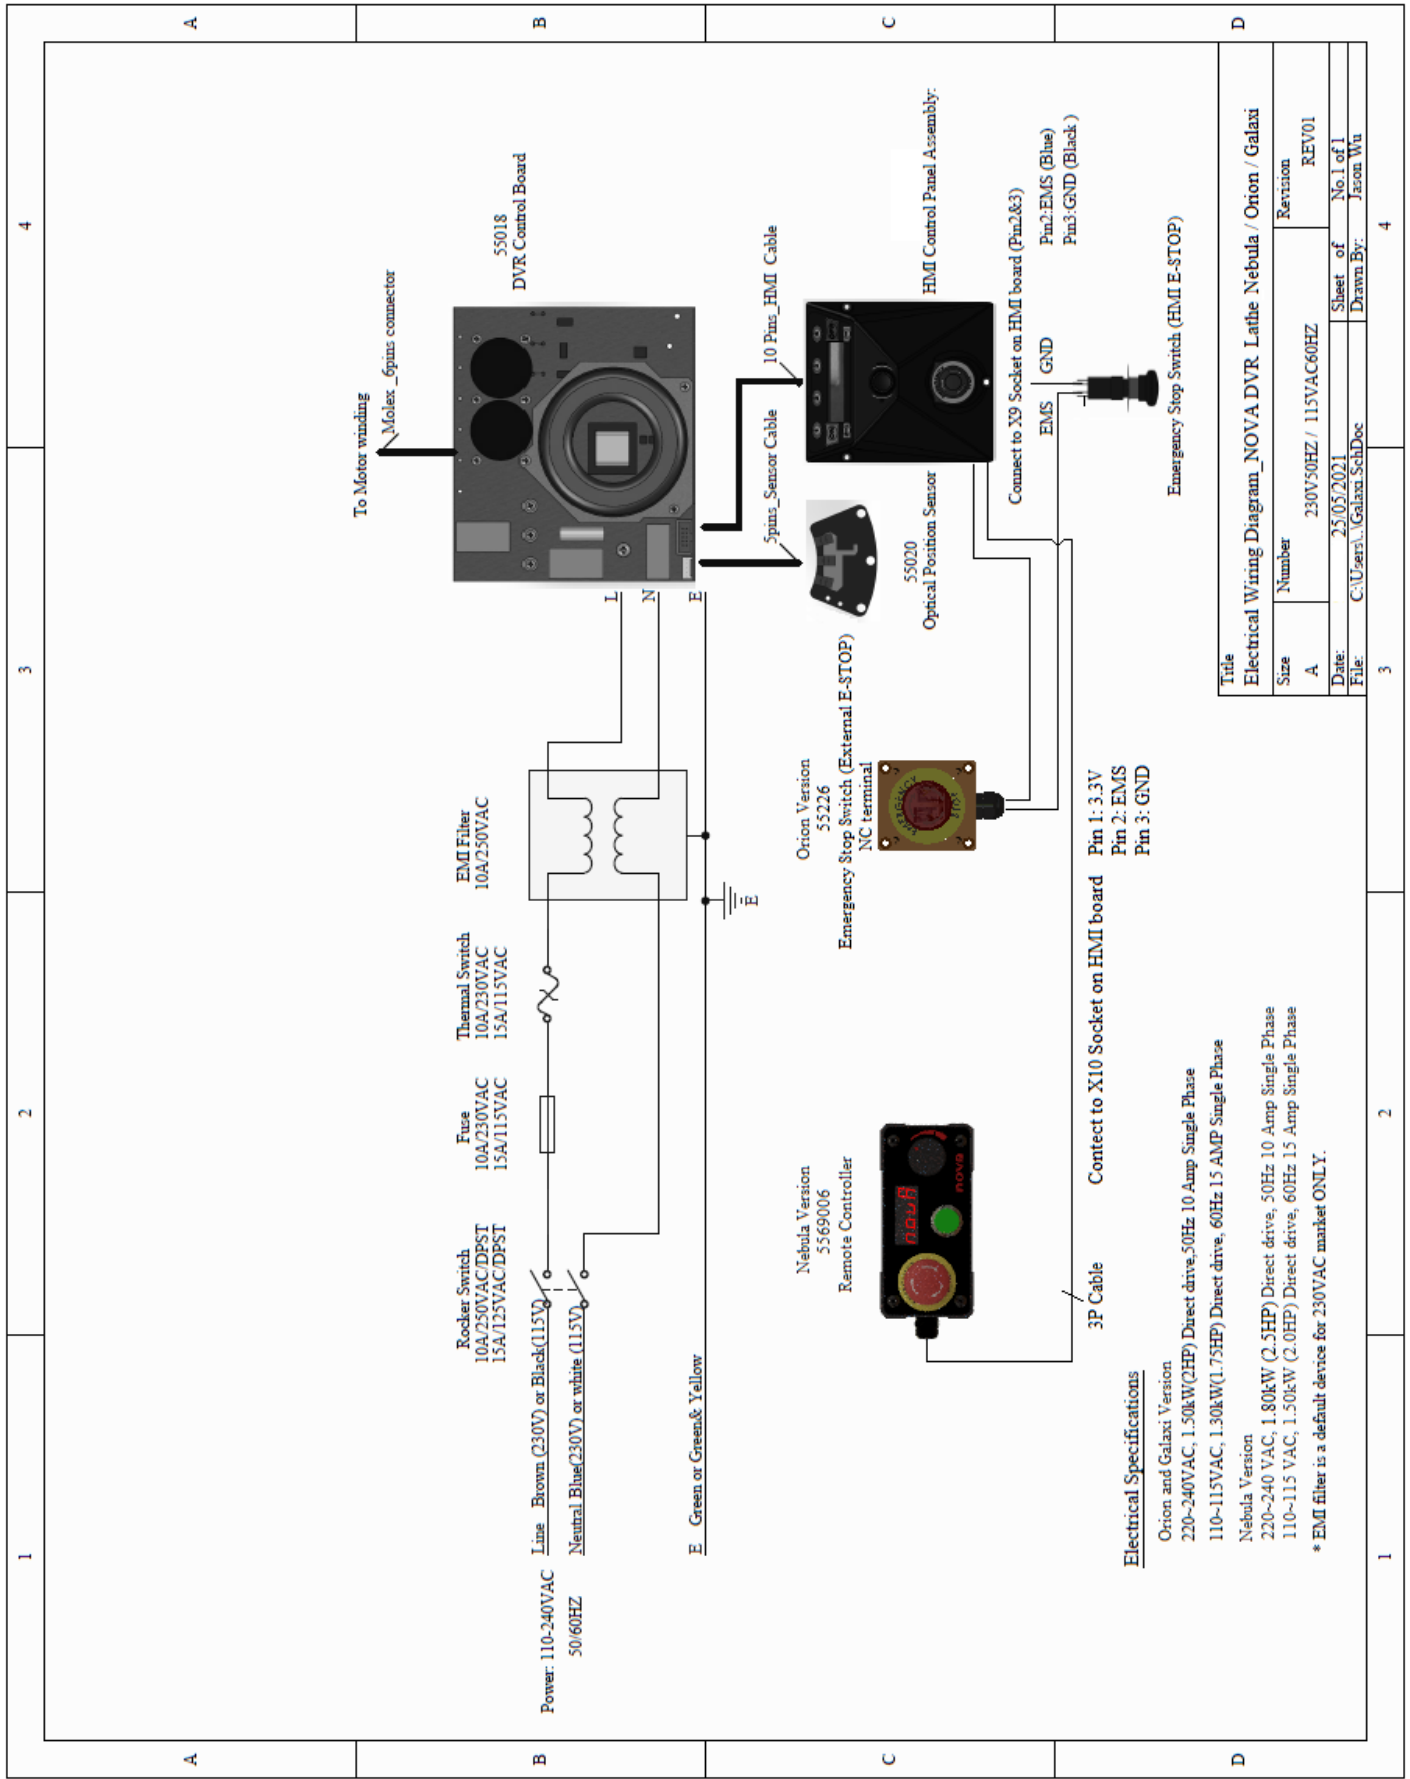 1
2
3
4
A
A
B
B
C
C
D
D
1
2
3
4
To Motor winding
Molex _6pins connector
55018
DVR Control Board
Rocker Switch
10A/250VAC/DPST
15A/125VAC/DPST
Fuse
10A/230VAC
15A/115VAC
Thermal Switch
10A/230VAC
15A/115VAC
EMI Filter
10A/250VAC
Power: 110-240VAC
50/60HZ
Line Brown (230V) or Black(115V)
Neutral Blue(230V) or white (115V)
E Green or Green& Yellow
E
L
N
E
5pins_Sensor Cable
10 Pins_HMI Cable
Nebula Version
5569006
Remote Controller
nova
Orion Version
55226
Emergency Stop Switch (External E-STOP)
NC terminal
EMERGENCY
STOP
55020
Optical Position Sensor
HMI Control Panel Assembly:
Connect to X9 Socket on HMI board (Pin2&3)
Pin2:EMS (Blue)
Pin3:GND (Black )
EMS
GND
Emergency Stop Switch (HMI E-STOP)
3P Cable
Contect to X10 Socket on HMI board
Pin 1: 3.3V
Pin 2: EMS
Pin 3: GND
Electrical Specifications
Orion and Galaxi Version
220~240VAC, 1.50kW(2HP) Direct drive,50Hz 10 Amp Single Phase
110~115VAC, 1.30kW(1.75HP) Direct drive, 60Hz 15 AMP Single Phase
Nebula Version
220~240 VAC, 1.80kW (2.5HP) Direct drive, 50Hz 10 Amp Single Phase
110~115 VAC, 1.50kW (2.0HP) Direct drive, 60Hz 15 Amp Single Phase
* EMI filter is a default device for 230VAC market ONLY.
Title
Electrical Wiring Diagram_NOVA DVR Lathe Nebula / Orion / Galaxi
Size
Number
Revision
A
230V50HZ / 115VAC60HZ
REV01
Date:
25/05/2021
Sheet of
No.1 of 1
File:
C:\Users\..\Galaxi.SchDoc
Drawn By:
Jason Wu